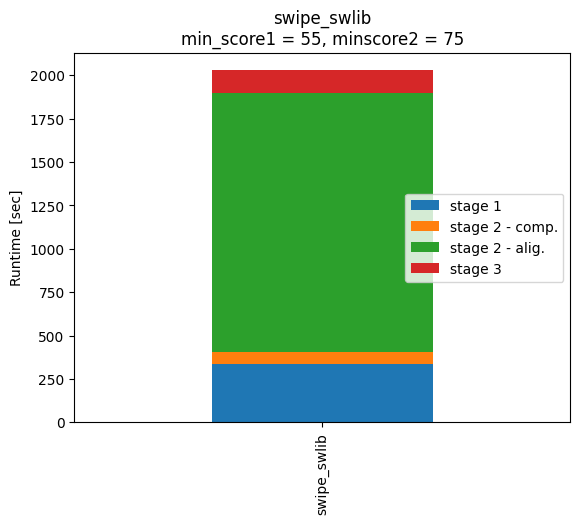 swipe_swlib
min_score1 = 55, minscore2 = 75
Runtime [sec]
2000
1750
1500
1250
1000
750
500
250
0
stage 1
stage 2 - comp.
stage 2 - alig.
stage 3
swipe_swlib